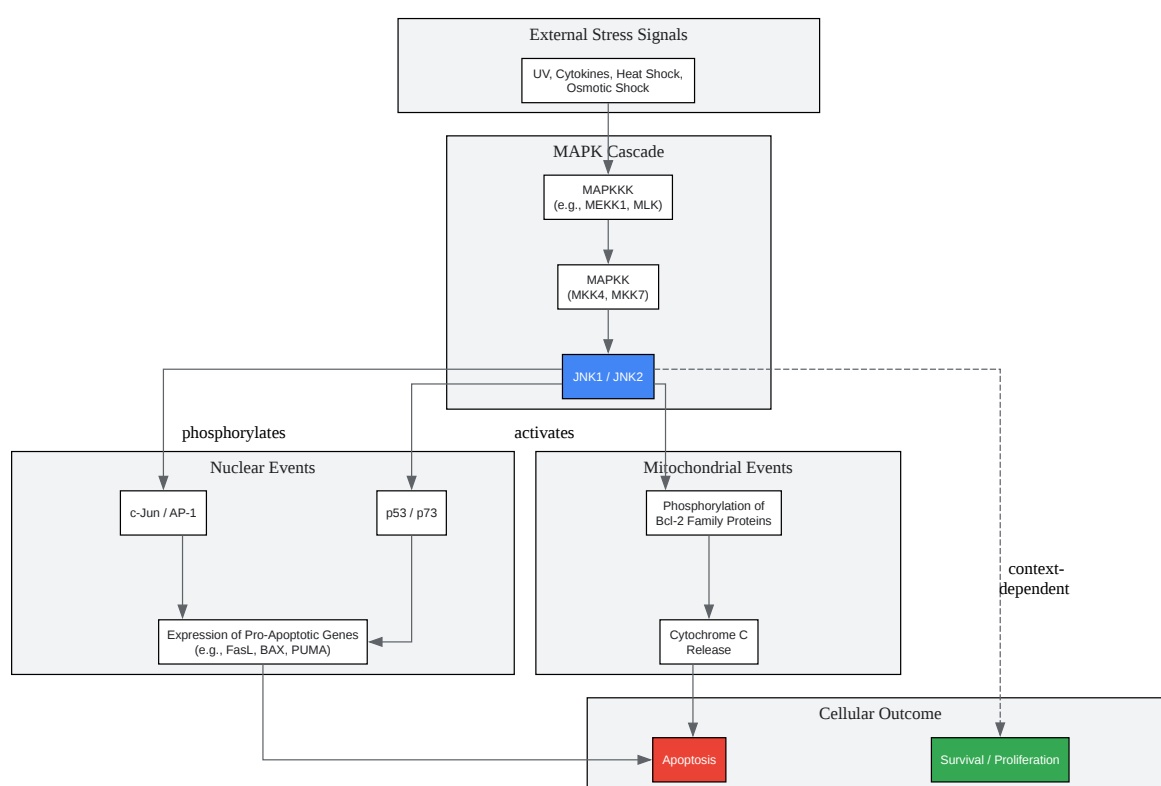 External Stress Signals
UV, Cytokines, Heat Shock,
Osmotic Shock
MAPK Cascade
MAPKKK
(e.g., MEKK1, MLK)
MAPKK
(MKK4, MKK7)
JNK1 / JNK2
phosphorylates
activates
Nuclear Events
Mitochondrial Events
c-Jun / AP-1
p53 / p73
Phosphorylation of
Bcl-2 Family Proteins
context-
dependent
Expression of Pro-Apoptotic Genes
(e.g., FasL, BAX, PUMA)
Cytochrome C
Release
Cellular Outcome
Apoptosis
Survival / Proliferation